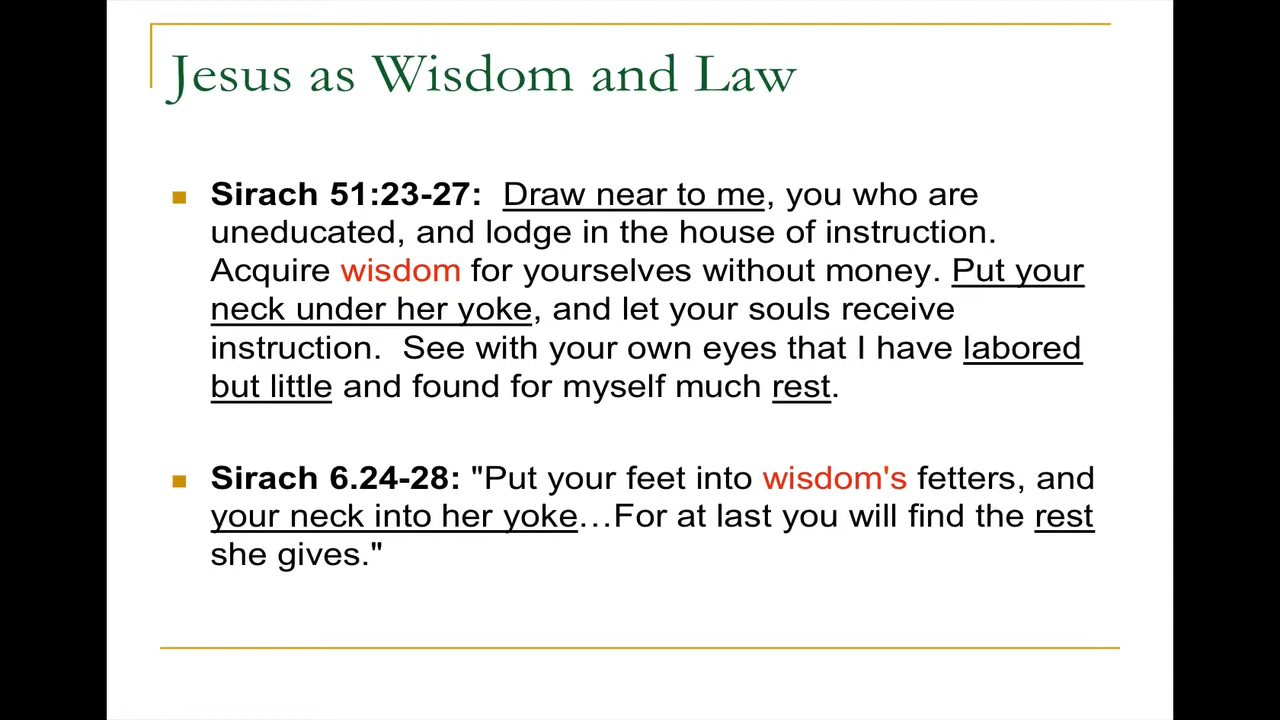 Jesus as Wisdom and Law
Sirach 51:23-27: Draw near to me, you who are
uneducated, and lodge in the house of instruction.
Acquire wisdom for yourselves without money. Put your
neck under her yoke, and let your souls receive
instruction. See with your own eyes that I have labored
but little and found for myself much rest.
Sirach 6.24-28: "Put your feet into wisdom's fetters, and
your neck into her yoke…For at last you will find the rest
she gives."